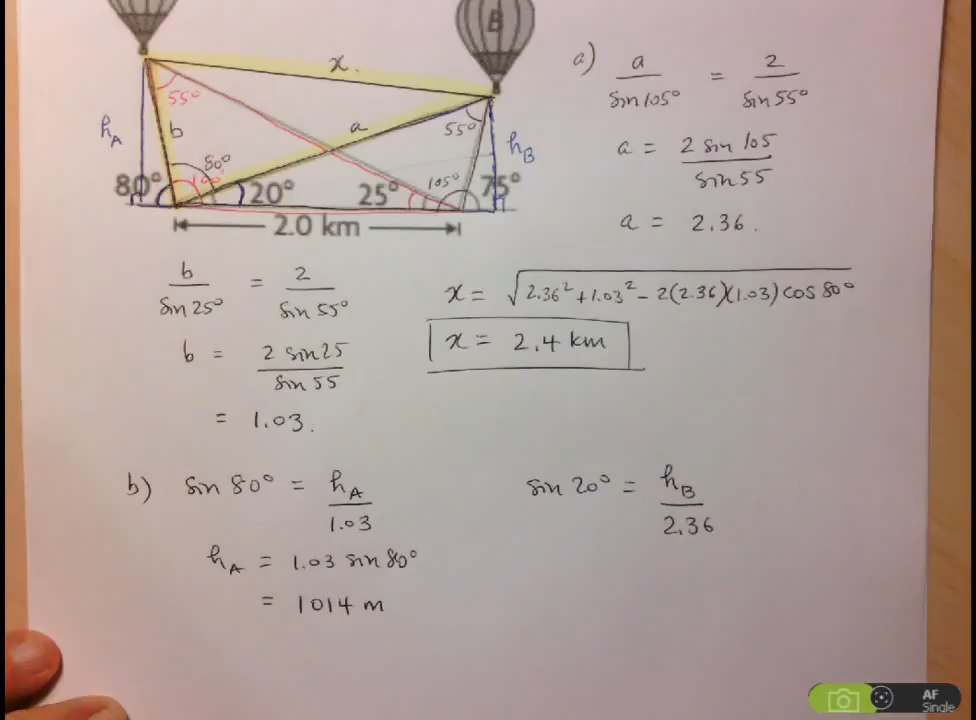 B
x.
55°
a
b
h_A
55°
h_B
80°
80°
100°
20°
25°
105°
75°
2.0 km
a) a/sin 105° = 2/sin 55°
a = 2 sin 105/sin 55
a = 2.36.
b/sin 25° = 2/sin 55°
b = 2 sin 25/sin 55
= 1.03.
x = √2.36² + 1.03² − 2(2.36)(1.03) cos 80°
x = 2.4 km
b) sin 80° = h_A/1.03
h_A = 1.03 sin 80°
= 1014 m
sin 20° = h_B/2.36
AF
Single